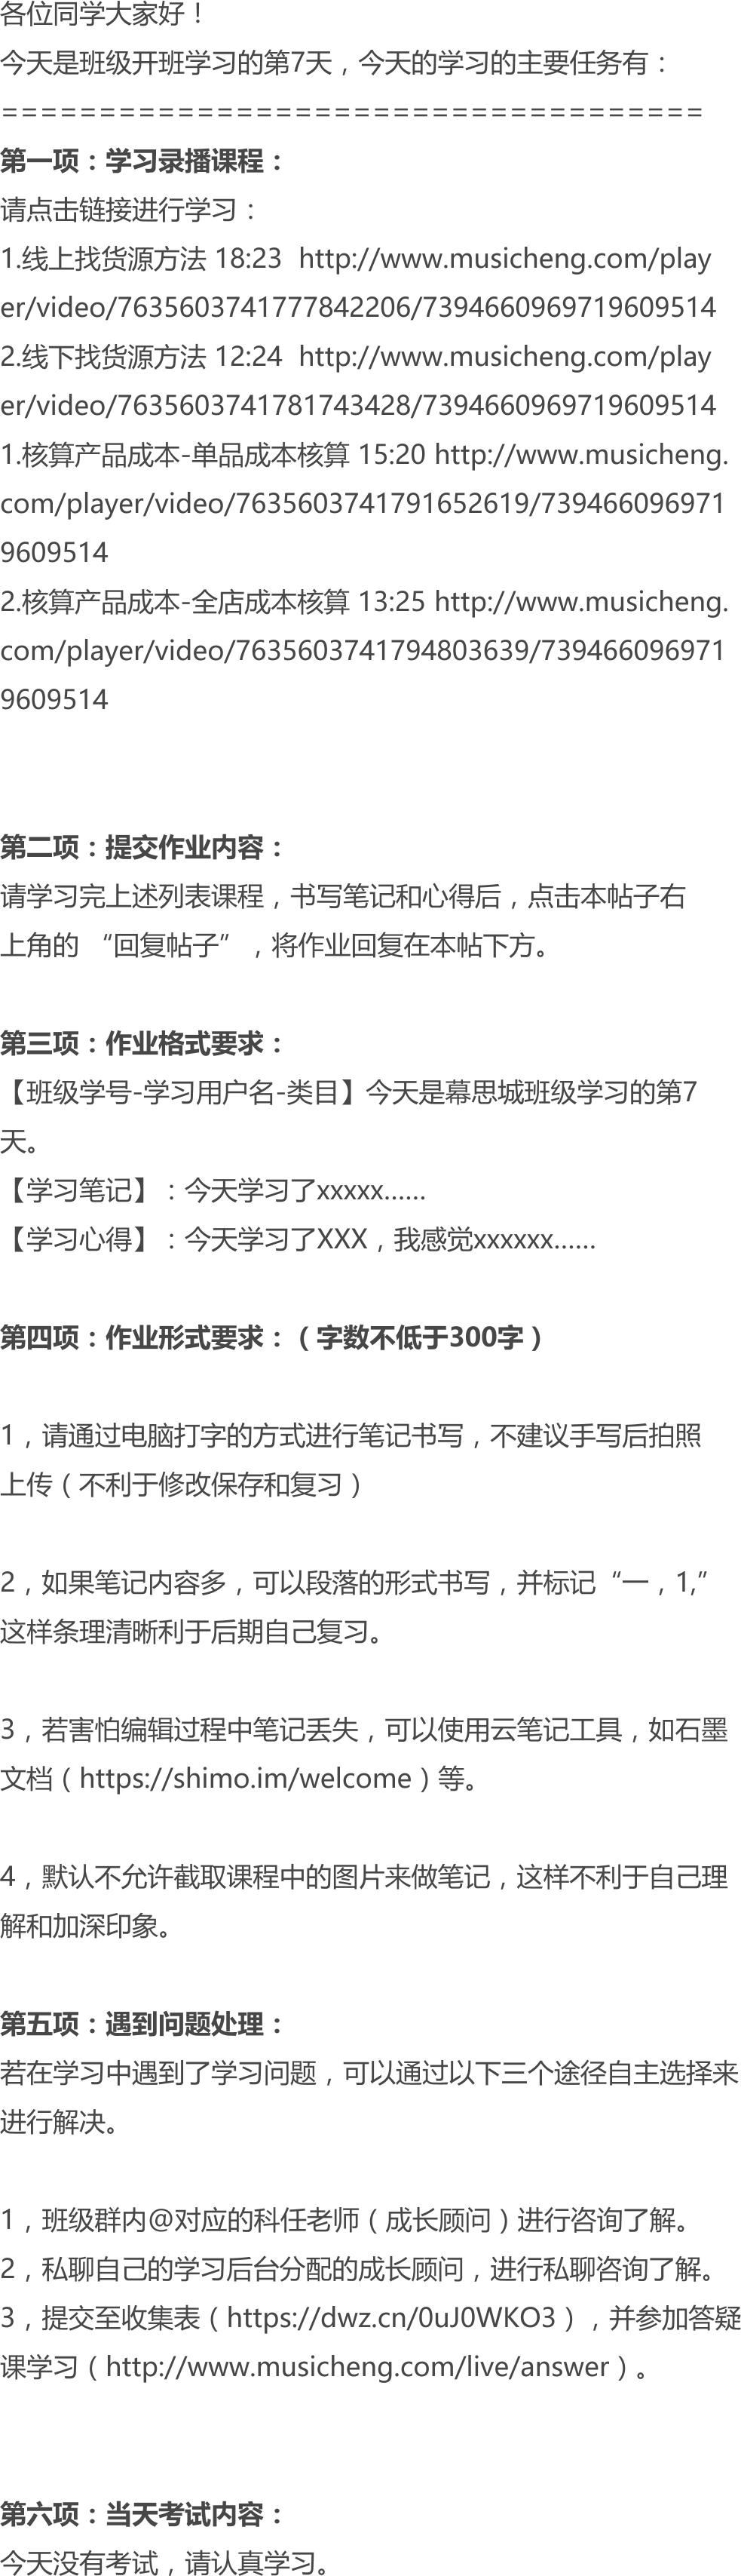 各位同学大家好！
今天是班级开班学习的第7天，今天的学习的主要任务有：
====================================
第一项：学习录播课程：
请点击链接进行学习：
1.线上找货源方法 18:23  http://www.musicheng.com/play
er/video/7635603741777842206/7394660969719609514
2.线下找货源方法 12:24  http://www.musicheng.com/play
er/video/7635603741781743428/7394660969719609514
1.核算产品成本-单品成本核算 15:20 http://www.musicheng.
com/player/video/7635603741791652619/739466096971
9609514
2.核算产品成本-全店成本核算 13:25 http://www.musicheng.
com/player/video/7635603741794803639/739466096971
9609514
第二项：提交作业内容：
请学习完上述列表课程，书写笔记和心得后，点击本帖子右
上角的 “回复帖子” ，将作业回复在本帖下方。
第三项：作业格式要求：
【班级学号-学习用户名-类目】今天是幕思城班级学习的第7
天。
【学习笔记】：今天学习了xxxxx……
【学习心得】：今天学习了XXX，我感觉xxxxxx……
第四项：作业形式要求：（字数不低于300字）
1，请通过电脑打字的方式进行笔记书写，不建议手写后拍照
上传（不利于修改保存和复习）
2，如果笔记内容多，可以段落的形式书写，并标记“一，1,”
这样条理清晰利于后期自己复习。
3，若害怕编辑过程中笔记丢失，可以使用云笔记工具，如石墨
文档（https://shimo.im/welcome）等。
4，默认不允许截取课程中的图片来做笔记，这样不利于自己理
解和加深印象。
第五项：遇到问题处理：
若在学习中遇到了学习问题，可以通过以下三个途径自主选择来
进行解决。
1，班级群内@对应的科任老师（成长顾问）进行咨询了解。
2，私聊自己的学习后台分配的成长顾问，进行私聊咨询了解。
3，提交至收集表（https://dwz.cn/0uJ0WKO3），并参加答疑
课学习（http://www.musicheng.com/live/answer）。
第六项：当天考试内容：
今天没有考试，请认真学习。